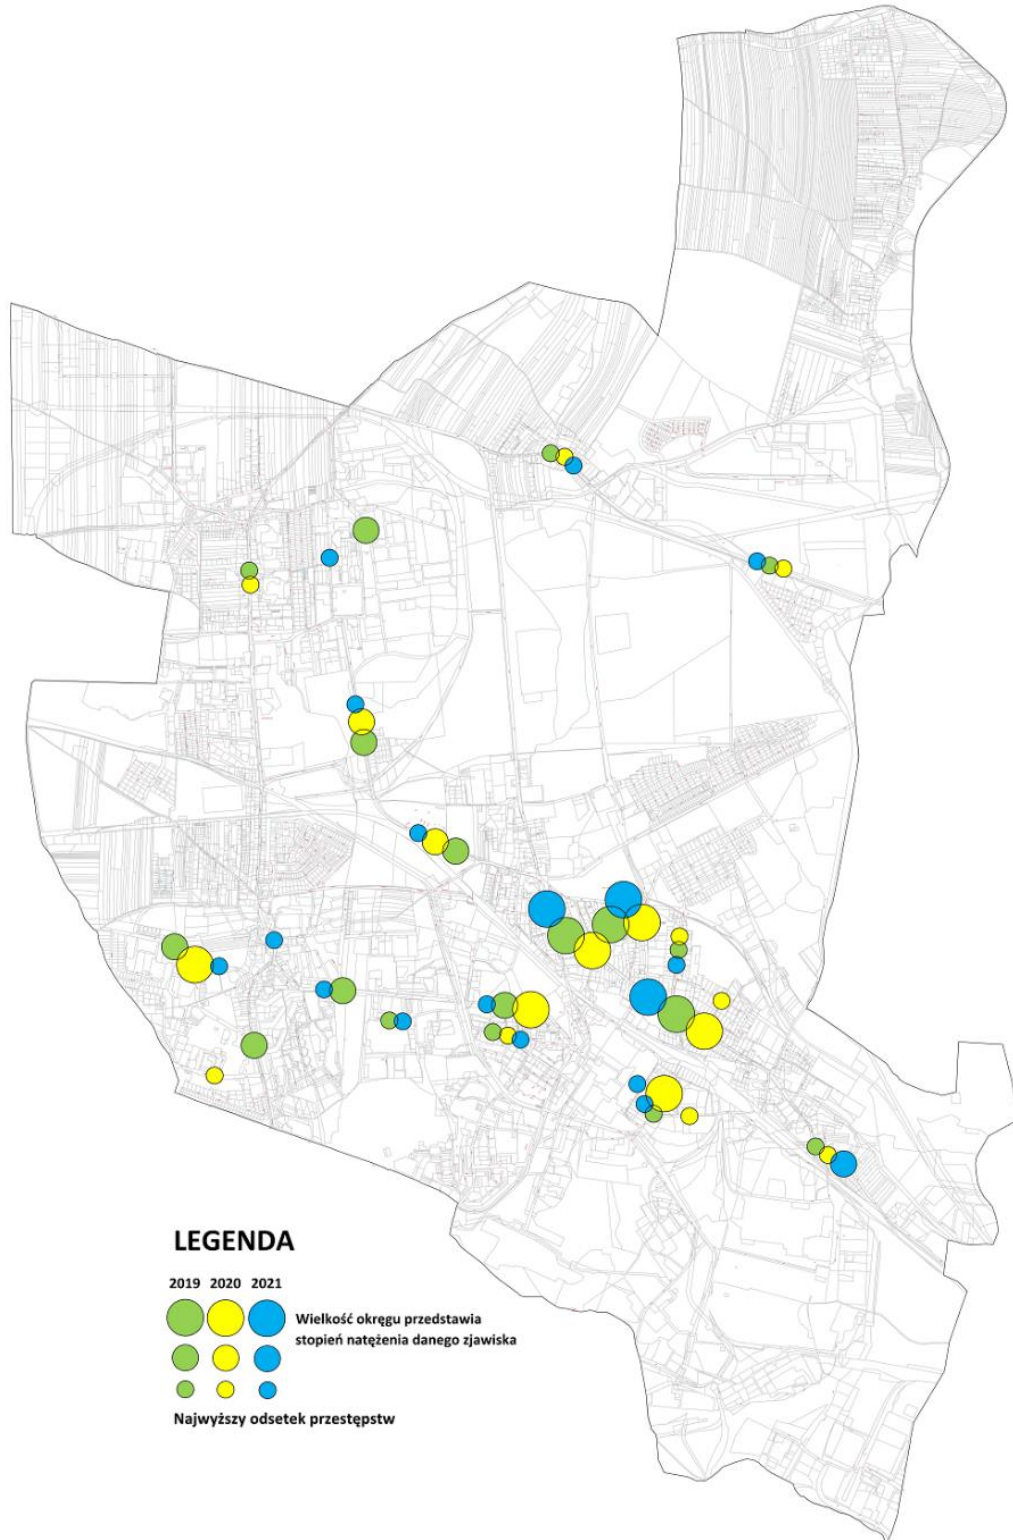 LEGENDA
2019 2020 2021
Wielkość okręgu przedstawia
stopień natężenia danego zjawiska
Najwyższy odsetek przestępstw